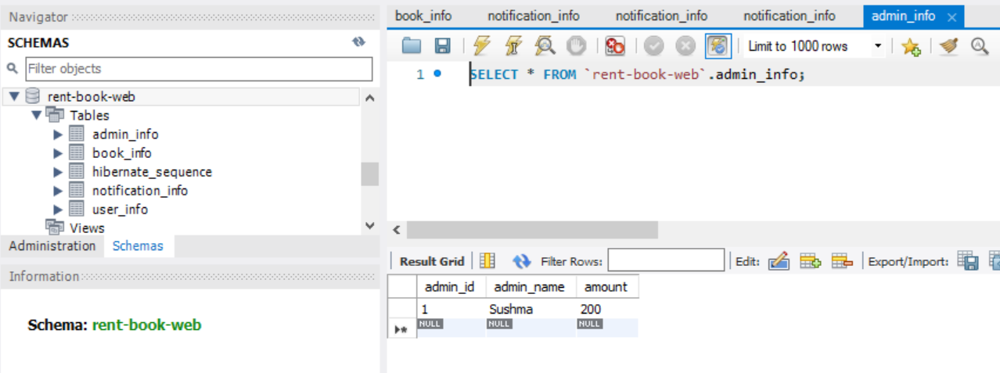 Navigator
SCHEMAS
Filter objects
rent-book-web
Tables
admin_info
book_info
hibernate_sequence
notification_info
user_info
Views
Administration Schemas
Information
Schema: rent-book-web
book_info notification_info notification_info notification_info admin_info
Limit to 1000 rows
1 SELECT * FROM `rent-book-web`.admin_info;
Result Grid Filter Rows: Edit: Export/Import:
admin_id admin_name amount
1 Sushma 200
NULL NULL NULL